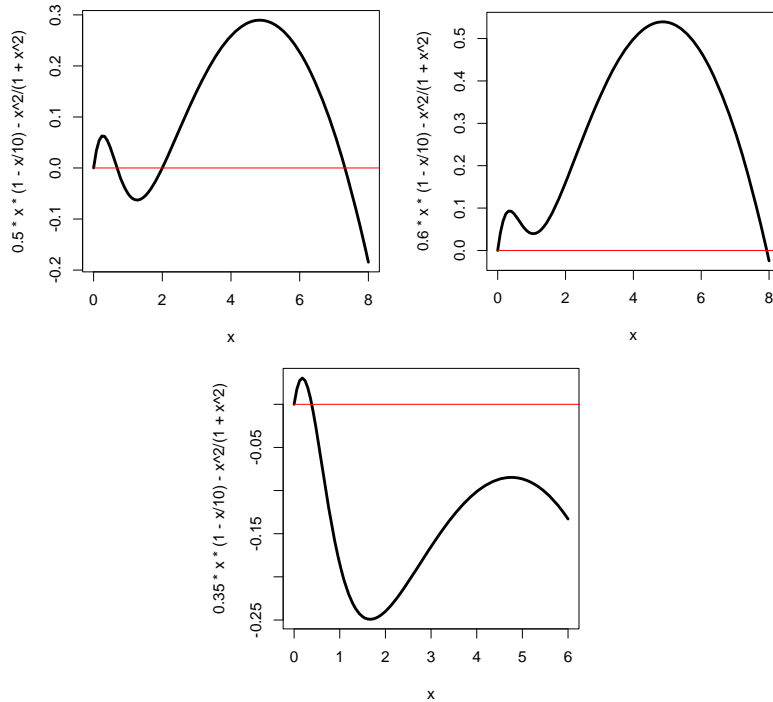 0.5 * x * (1 - x/10) - x^2/(1 + x^2)
0.3
0.2
0.1
0.0
-0.1
-0.2
0 2 4 6 8
x
0.6 * x * (1 - x/10) - x^2/(1 + x^2)
0.5
0.4
0.3
0.2
0.1
0.0
0 2 4 6 8
x
0.35 * x * (1 - x/10) - x^2/(1 + x^2)
-0.05
-0.15
-0.25
0 1 2 3 4 5 6
x